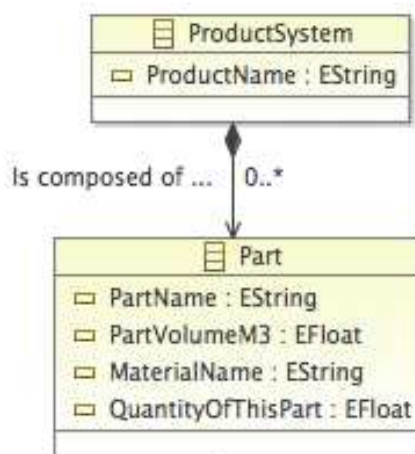 ProductSystem
ProductName : EString
Is composed of ... 0..*
Part
PartName : EString
PartVolumeM3 : EFloat
MaterialName : EString
QuantityOfThisPart : EFloat